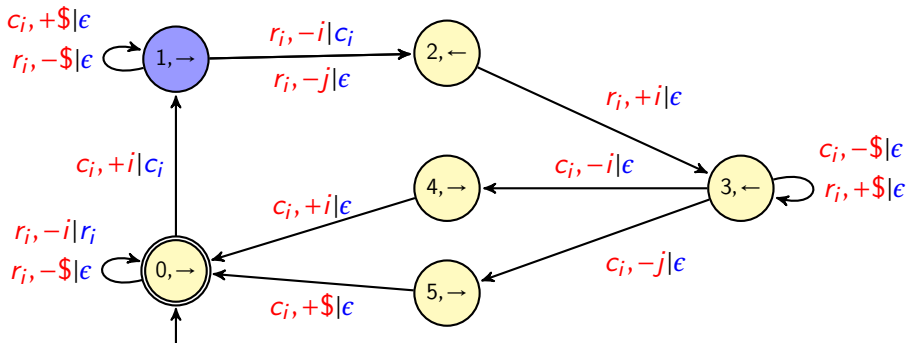 c_i, +$|ϵ
r_i, −$|ϵ
1, →
r_i, −i|c_i
r_i, −j|ϵ
2, ←
r_i, +i|ϵ
c_i, +i|c_i
c_i, −i|ϵ
4, →
3, ←
c_i, −$|ϵ
r_i, +$|ϵ
c_i, +i|ϵ
r_i, −i|r_i
r_i, −$|ϵ
0, →
c_i, −j|ϵ
5, →
c_i, +$|ϵ